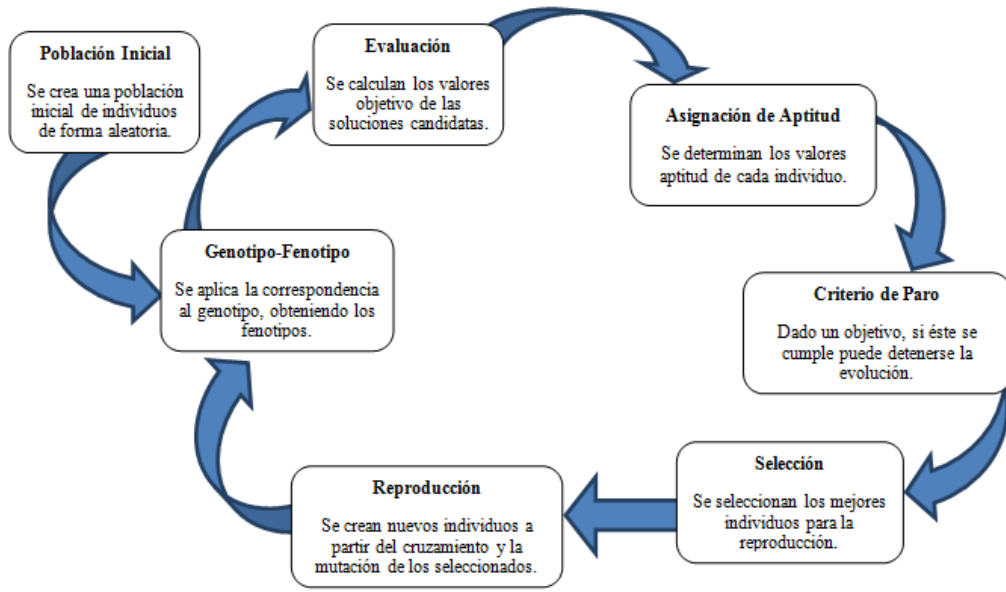 Población Inicial
Se crea una población
inicial de individuos
de forma aleatoria.
Evaluación
Se calculan los valores
objetivo de las
soluciones candidatas.
Asignación de Aptitud
Se determinan los valores
aptitud de cada individuo.
Genotipo-Fenotipo
Se aplica la correspondencia
al genotipo, obteniendo los
fenotipos.
Criterio de Paro
Dado un objetivo, si éste se
cumple puede detenerse la
evolución.
Selección
Se seleccionan los mejores
individuos para la
reproducción.
Reproducción
Se crean nuevos individuos a
partir del cruzamiento y la
mutación de los seleccionados.